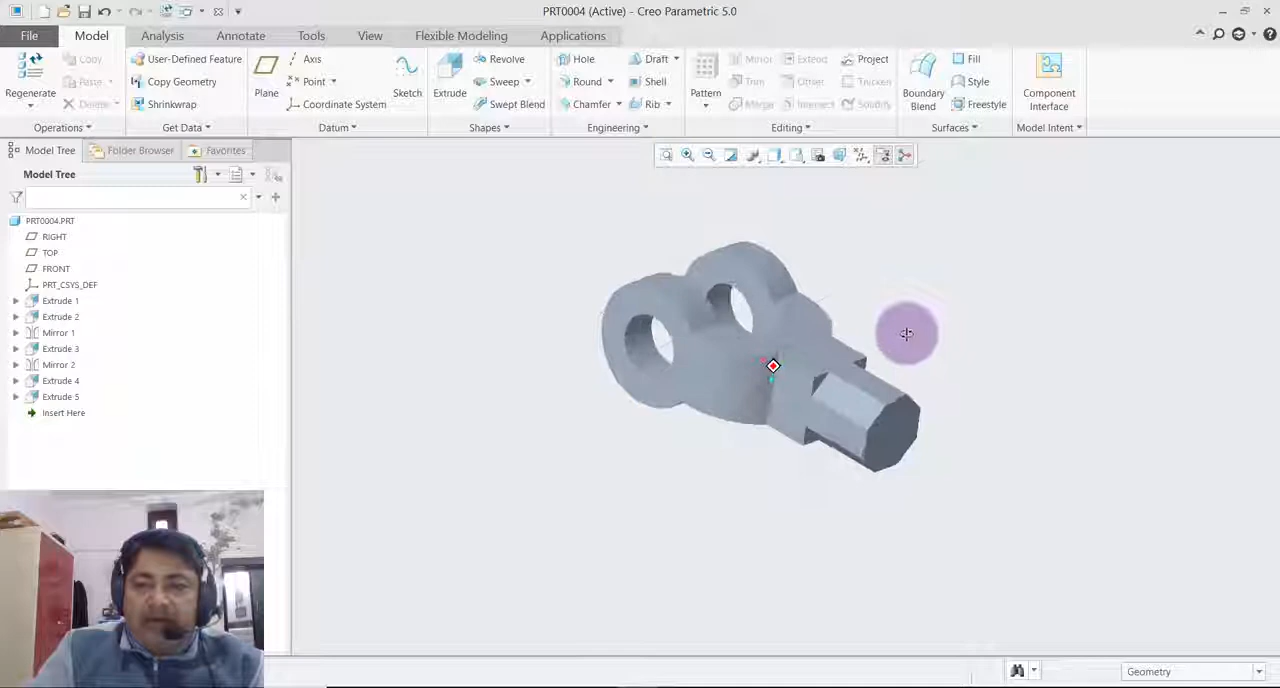 PRT0004 (Active) - Creo Parametric 5.0
File Model Analysis Annotate Tools View Flexible Modeling Applications
Regenerate
Copy
Paste
Delete
Operations
User-Defined Feature
Copy Geometry
Shrinkwrap
Get Data
Plane
Axis
Point
Coordinate System
Sketch
Datum
Extrude
Revolve
Sweep
Swept Blend
Shapes
Hole
Round
Chamfer
Draft
Shell
Rib
Engineering
Pattern
Mirror
Trim
Merge
Extend
Offset
Intersect
Project
Thicken
Solidify
Editing
Boundary
Blend
Fill
Style
Freestyle
Surfaces
Component
Interface
Model Intent
Model Tree Folder Browser Favorites
Model Tree
PRT0004.PRT
RIGHT
TOP
FRONT
PRT_CSYS_DEF
Extrude 1
Extrude 2
Mirror 1
Extrude 3
Mirror 2
Extrude 4
Extrude 5
Insert Here
Geometry